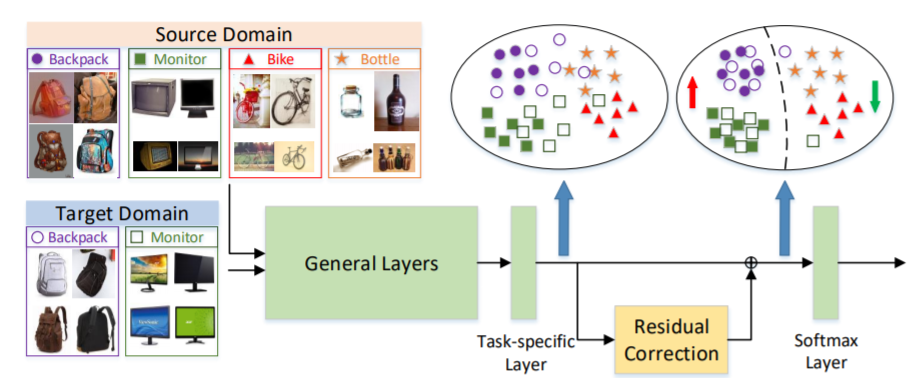 Source Domain
Backpack
Monitor
Bike
Bottle
Target Domain
Backpack
Monitor
General Layers
Task-specific
Layer
Residual
Correction
Softmax
Layer